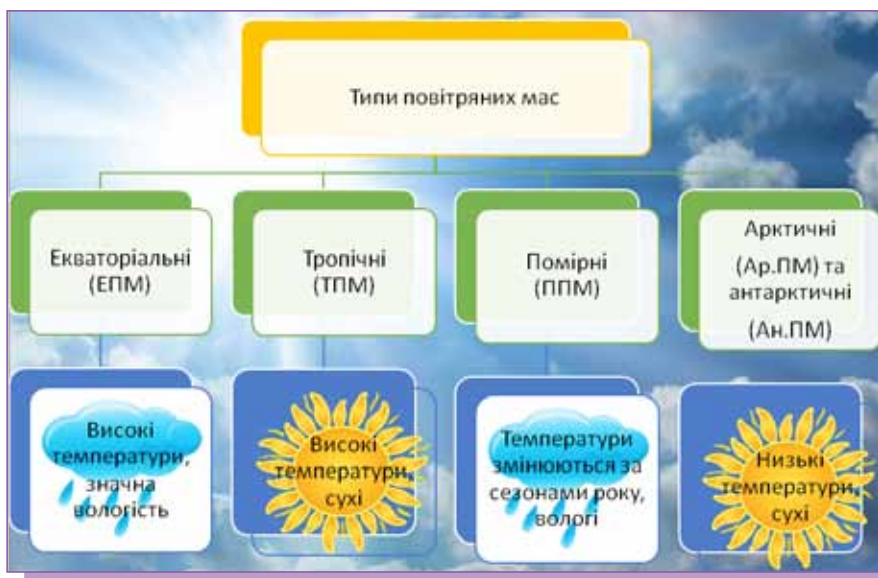 Типи повітряних мас
Екваторіальні
(ЕПМ)
Тропічні
(ТПМ)
Помірні
(ППМ)
Арктичні
(Ар.ПМ) та
антарктичні
(Ан.ПМ)
Високі
температури,
значна
вологість
Високі
температури,
сухі
Температури
змінюються за
сезонами року,
вологі
Низькі
температури,
сухі